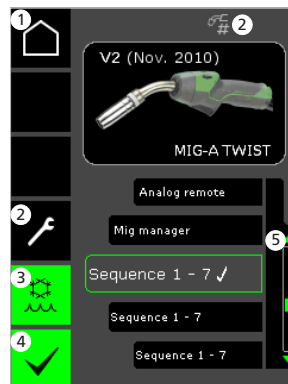 1
2
#
V2 (Nov. 2010)
MIG-A TWIST
Analog remote
Mig manager
2
5
Sequence 1 - 7 ✓
3
Sequence 1 - 7
4
Sequence 1 - 7